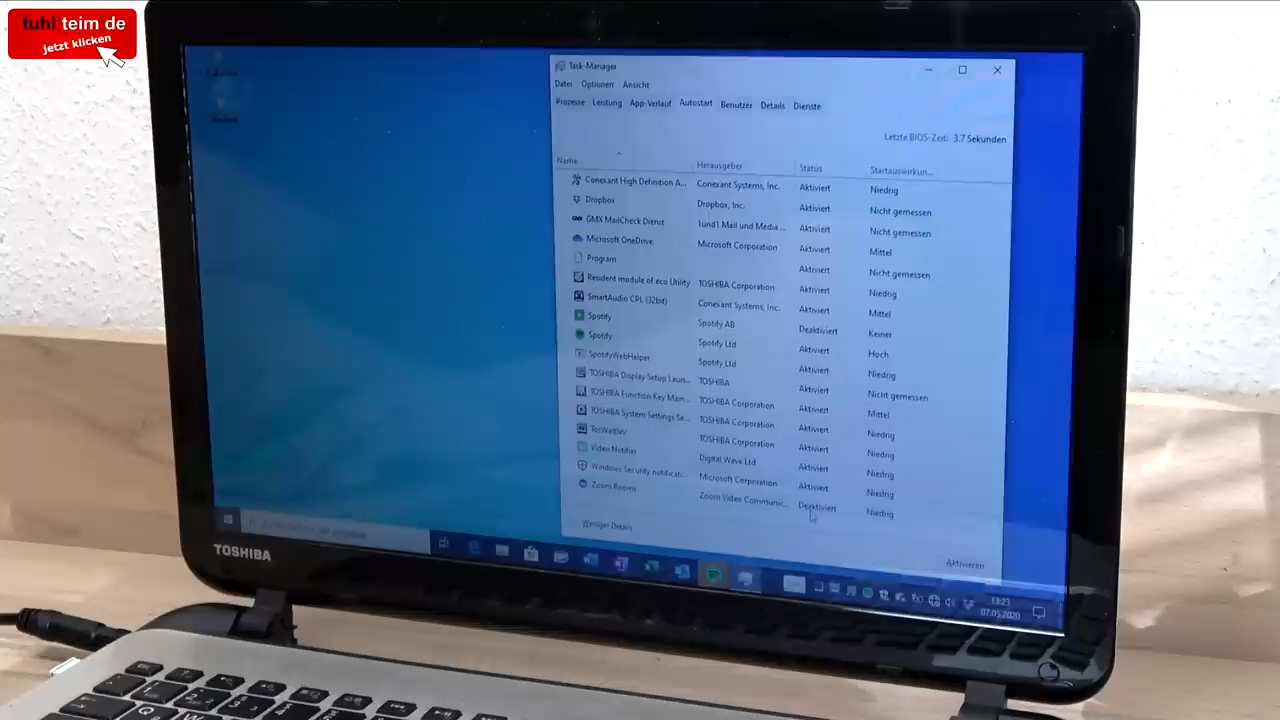 tuhl teim de
jetzt klicken
Task-Manager
Datei Optionen Ansicht
Prozesse Leistung App-Verlauf Autostart Benutzer Details Dienste
Letzte BIOS-Zeit: 3.7 Sekunden
Name Herausgeber Status Startauswirkun...
Conexant High Definition A... Conexant Systems, Inc. Aktiviert Niedrig
Dropbox Dropbox, Inc. Aktiviert Nicht gemessen
GMX MailCheck Dienst 1und1 Mail und Media ... Aktiviert Nicht gemessen
Microsoft OneDrive Microsoft Corporation Aktiviert Mittel
Program Aktiviert Nicht gemessen
Resident module of eco Utility TOSHIBA Corporation Aktiviert Niedrig
SmartAudio CPL (32bit) Conexant Systems, Inc. Aktiviert Mittel
Spotify Spotify AB Deaktiviert Keiner
Spotify Spotify Ltd Aktiviert Hoch
SpotifyWebHelper Spotify Ltd Aktiviert Niedrig
TOSHIBA Display Setup Laun... TOSHIBA Aktiviert Nicht gemessen
TOSHIBA Function Key Main... TOSHIBA Corporation Aktiviert Mittel
TOSHIBA System Settings Se... TOSHIBA Corporation Aktiviert Niedrig
TosWaitSrv TOSHIBA Corporation Aktiviert Niedrig
Video Notifier Digital Wave Ltd Aktiviert Niedrig
Windows Security notificati... Microsoft Corporation Aktiviert Niedrig
Zoom Rooms Zoom Video Communic... Deaktiviert Niedrig
Weniger Details
Aktivieren
13:23
07.05.2020
TOSHIBA